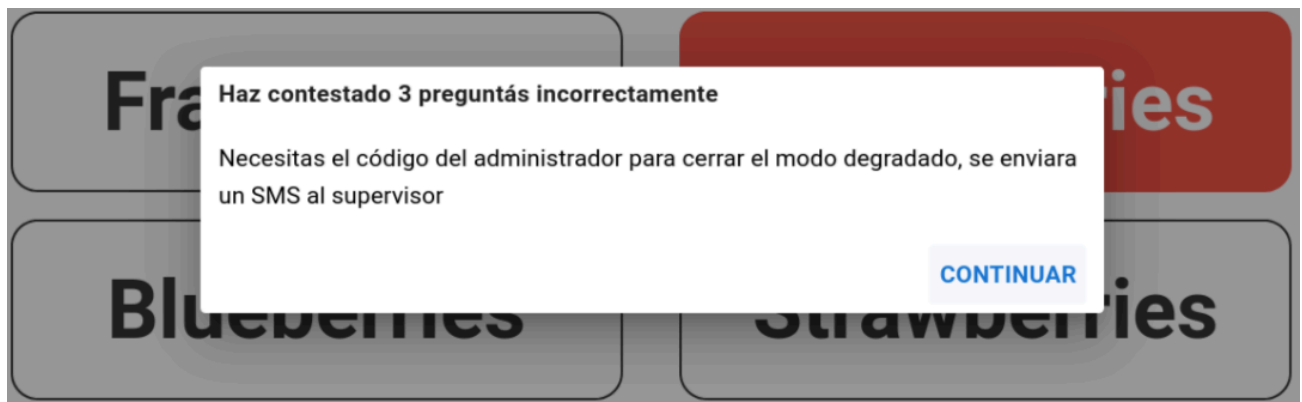 Haz contestado 3 preguntás incorrectamente
Necesitas el código del administrador para cerrar el modo degradado, se enviara
un SMS al supervisor
CONTINUAR
Blueberries
Strawberries